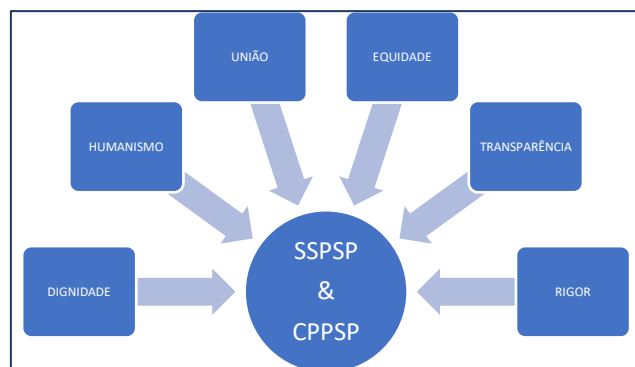 UNIÃO
EQUIDADE
HUMANISMO
TRANSPARÊNCIA
DIGNIDADE
SSPSP
&
CPPSP
RIGOR